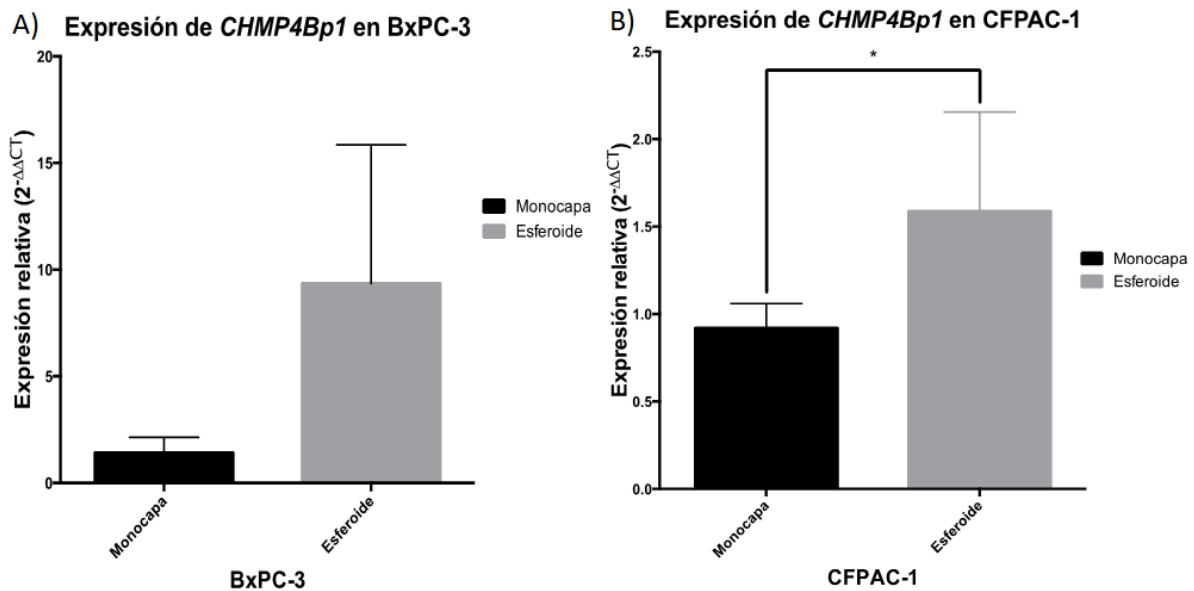 A) Expresión de CHMP4Bp1 en BxPC-3
Expresión relativa (2-ΔΔCT)
20
15
10
5
0
Monocapa
Esferoide
BxPC-3
Monocapa
Esferoide
B) Expresión de CHMP4Bp1 en CFPAC-1
Expresión relativa (2-ΔΔCT)
2.5
2.0
1.5
1.0
0.5
0.0
*
Monocapa
Esferoide
CFPAC-1
Monocapa
Esferoide